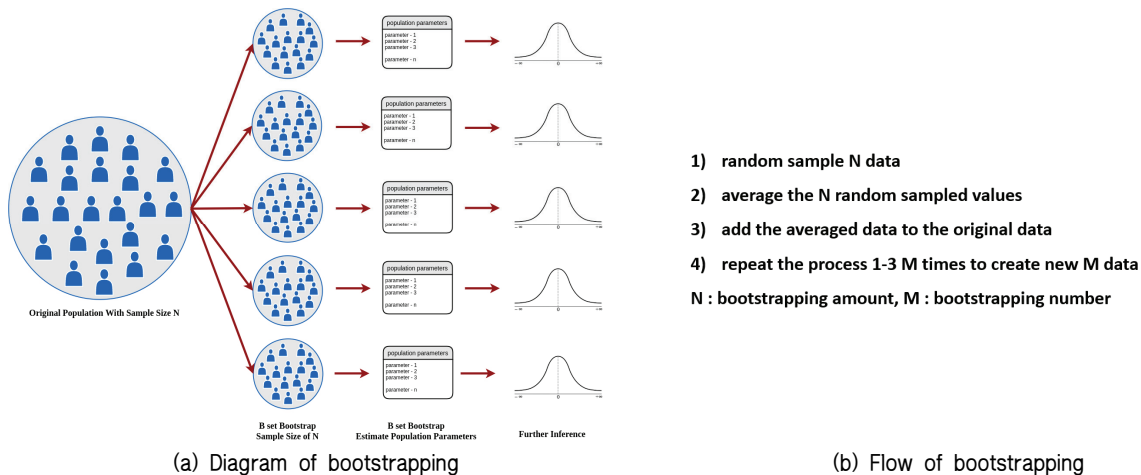 population parameters
parameter - 1
parameter - 2
parameter - 3
parameter - n
-∞
0
+∞
population parameters
parameter - 1
parameter - 2
parameter - 3
parameter - n
-∞
0
+∞
population parameters
parameter - 1
parameter - 2
parameter - 3
parameter - n
-∞
0
+∞
population parameters
parameter - 1
parameter - 2
parameter - 3
parameter - n
-∞
0
+∞
population parameters
parameter - 1
parameter - 2
parameter - 3
parameter - n
-∞
0
+∞
Original Population With Sample Size N
B set Bootstrap
Sample Size of N
B set Bootstrap
Estimate Population Parameters
Further Inference
(a) Diagram of bootstrapping
1) random sample N data
2) average the N random sampled values
3) add the averaged data to the original data
4) repeat the process 1-3 M times to create new M data
N : bootstrapping amount, M : bootstrapping number
(b) Flow of bootstrapping